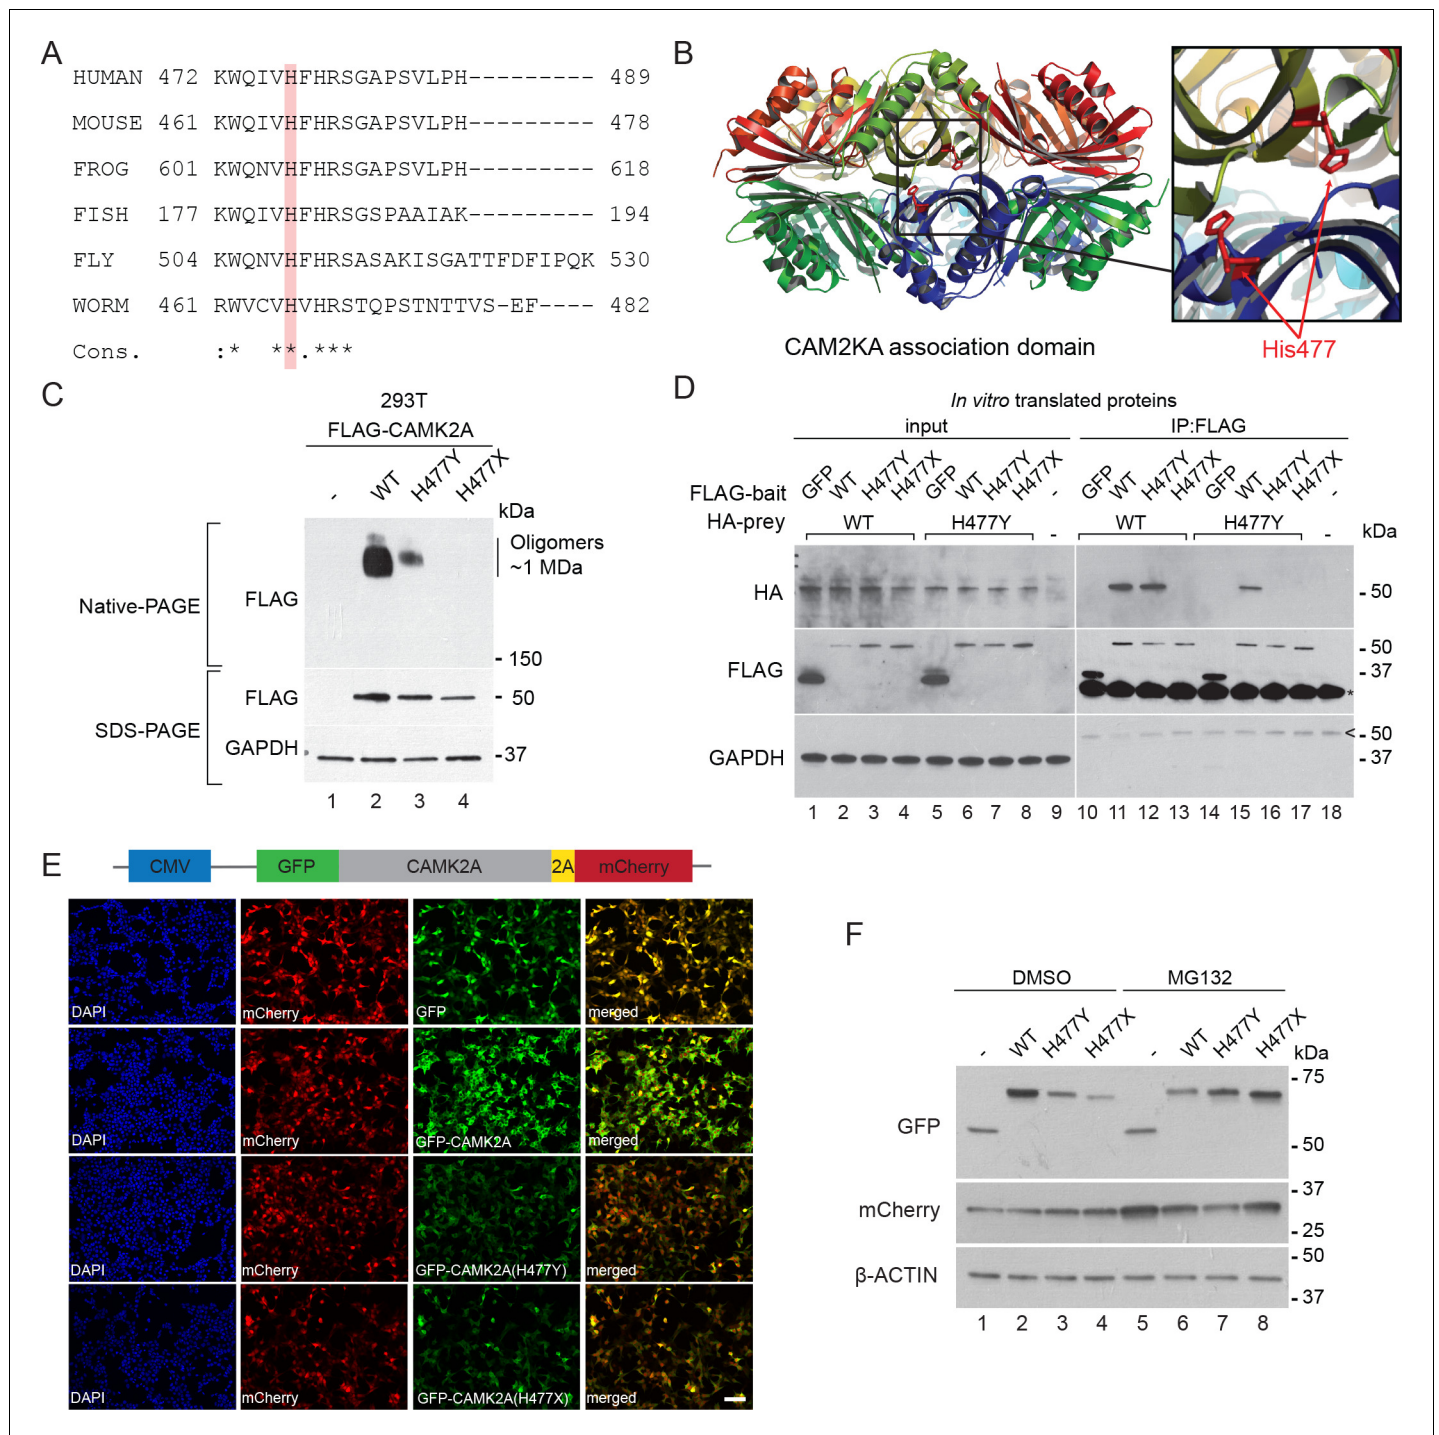 A
HUMAN 472 KWQIVHFHRSGAPSVLPH--------- 489
MOUSE 461 KWQIVHFHRSGAPSVLPH--------- 478
FROG 601 KWQNVHFHRSGAPSVLPH--------- 618
FISH 177 KWQIVHFHRSGSPAAIAK--------- 194
FLY 504 KWQNVHFHRSASAKISGATTFDFIPQK 530
WORM 461 RWVCVHVHRSTQPSTNTTVS-EF---- 482
Cons. :*  **.***
B
CAM2KA association domain
His477
C
293T
FLAG-CAMK2A
- WT H477Y H477X
kDa
Oligomers
~1 MDa
Native-PAGE
FLAG
- 150
SDS-PAGE
FLAG
- 50
GAPDH
-37
1 2 3 4
D
In vitro translated proteins
input IP:FLAG
FLAG-bait GFP WT H477Y H477X GFP WT H477Y H477X - GFP WT H477Y H477X GFP WT H477Y H477X -
HA-prey WT H477Y - WT H477Y - kDa
HA - 50
FLAG - 50
- 37
*
< - 50
GAPDH - 37
1 2 3 4 5 6 7 8 9 10 11 12 13 14 15 16 17 18
E
CMV GFP CAMK2A 2A mCherry
DAPI mCherry GFP merged
DAPI mCherry GFP-CAMK2A merged
DAPI mCherry GFP-CAMK2A(H477Y) merged
DAPI mCherry GFP-CAMK2A(H477X) merged
F
DMSO MG132
- WT H477Y H477X - WT H477Y H477X
kDa
- 75
GFP
- 50
- 37
mCherry
- 25
- 50
β-ACTIN
- 37
1 2 3 4 5 6 7 8